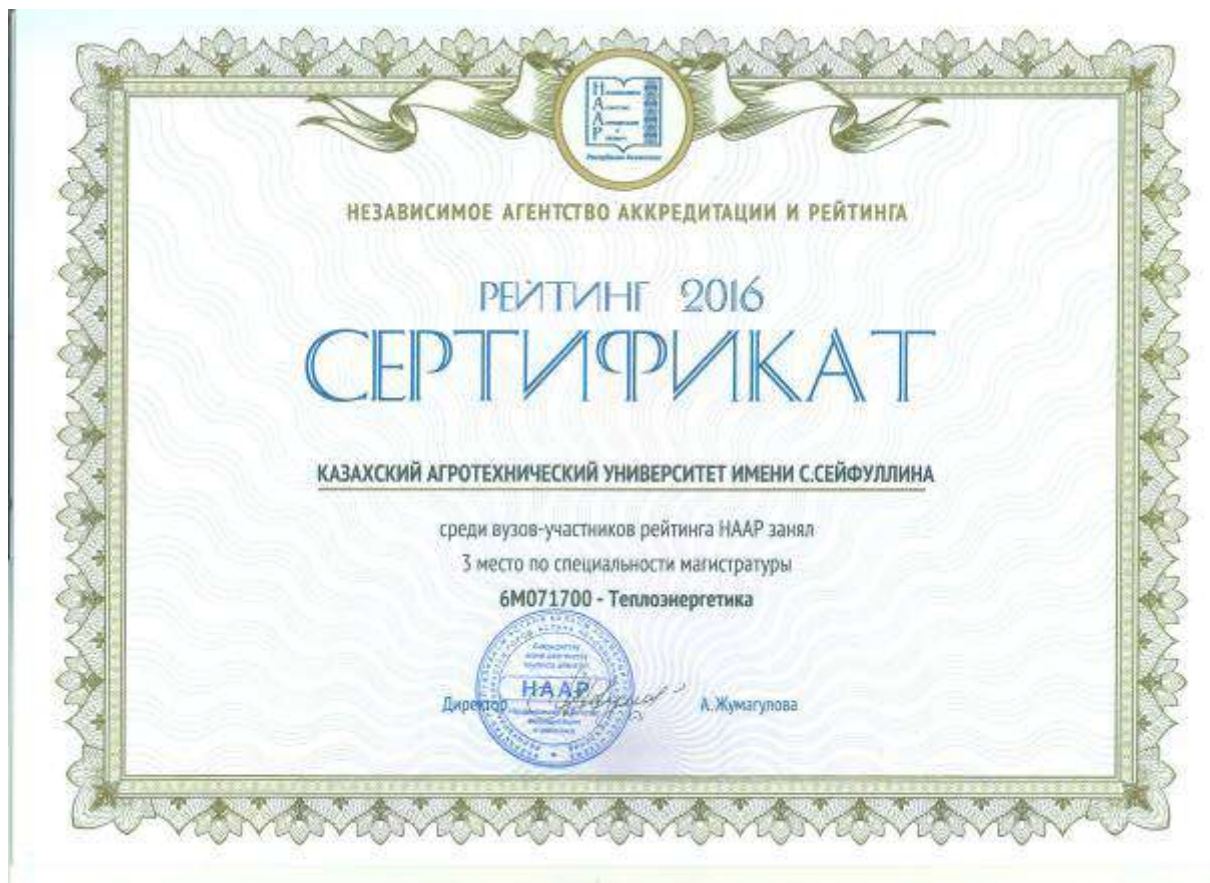 Н
А
А
Р
НЕЗАВИСИМОЕ АГЕНТСТВО АККРЕДИТАЦИИ И РЕЙТИНГА
РЕЙТИНГ 2016
СЕРТИФИКАТ
КАЗАХСКИЙ АГРОТЕХНИЧЕСКИЙ УНИВЕРСИТЕТ ИМЕНИ С.СЕЙФУЛЛИНА
среди вузов-участников рейтинга НААР занял
3 место по специальности магистратуры
6М071700 - Теплоэнергетика
НААР
Директор
А. Жумагулова